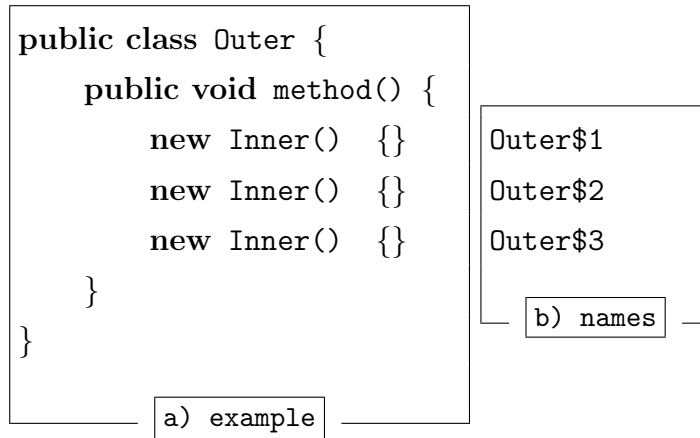 public class Outer {
public void method() {
new Inner() {}
new Inner() {}
new Inner() {}
}
}
a) example
Outer$1
Outer$2
Outer$3
b) names